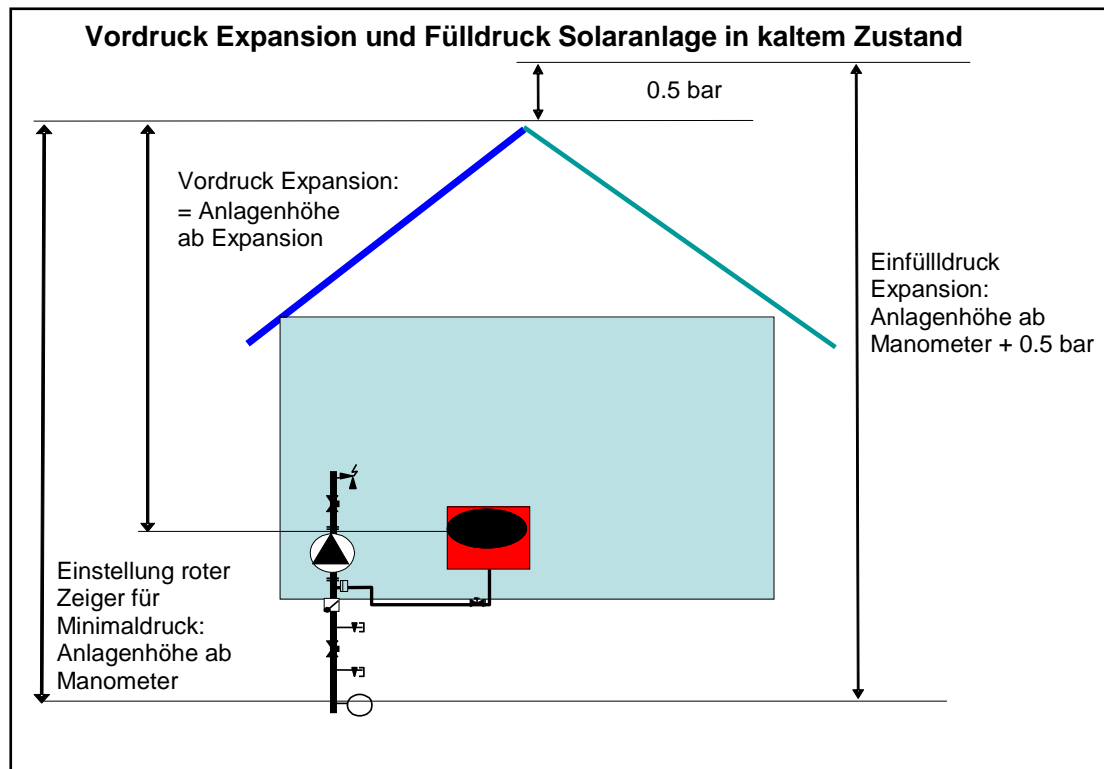 Vordruck Expansion und Fülldruck Solaranlage in kaltem Zustand
0.5 bar
Vordruck Expansion:
= Anlagenhöhe
ab Expansion
Einfüllldruck
Expansion:
Anlagenhöhe ab
Manometer + 0.5 bar
Einstellung roter
Zeiger für
Minimaldruck:
Anlagenhöhe ab
Manometer